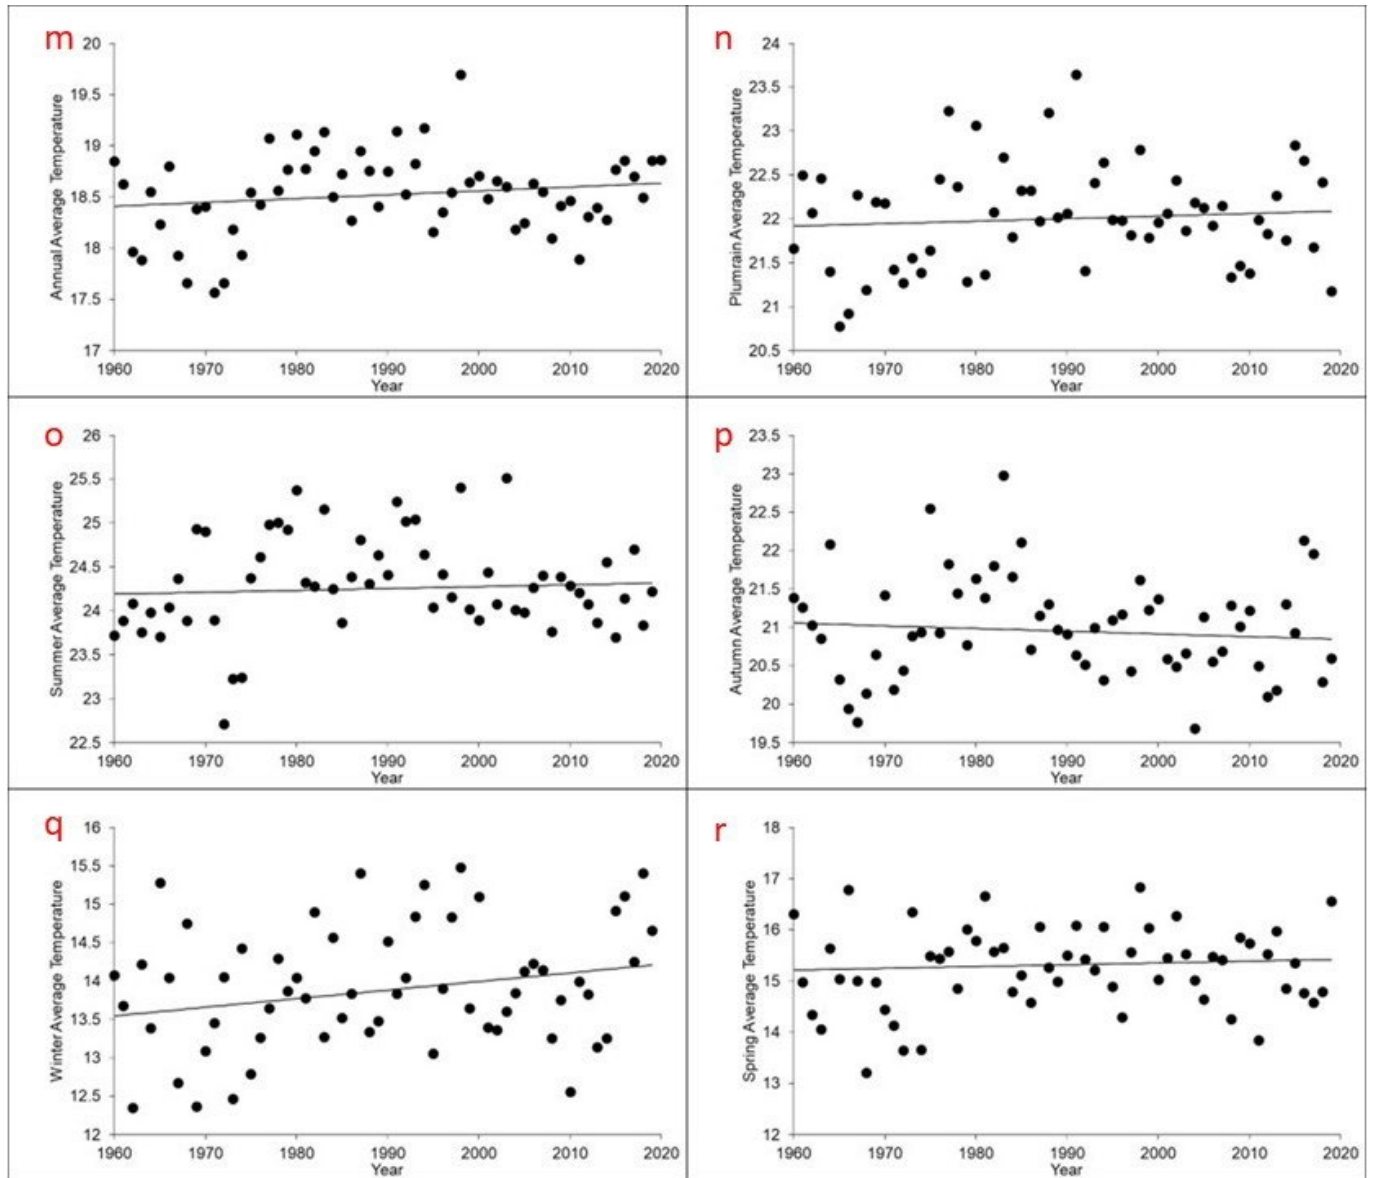 m
20
19.5
19
18.5
18
17.5
17
Annual Average Temperature
1960 1970 1980 1990 2000 2010 2020
Year
n
24
23.5
23
22.5
22
21.5
21
20.5
Plumrain Average Temperature
1960 1970 1980 1990 2000 2010 2020
Year
o
26
25.5
25
24.5
24
23.5
23
22.5
Summer Average Temperature
1960 1970 1980 1990 2000 2010 2020
Year
p
23.5
23
22.5
22
21.5
21
20.5
20
19.5
Autumn Average Temperature
1960 1970 1980 1990 2000 2010 2020
Year
q
16
15.5
15
14.5
14
13.5
13
12.5
12
Winter Average Temperature
1960 1970 1980 1990 2000 2010 2020
Year
r
18
17
16
15
14
13
12
Spring Average Temperature
1960 1970 1980 1990 2000 2010 2020
Year